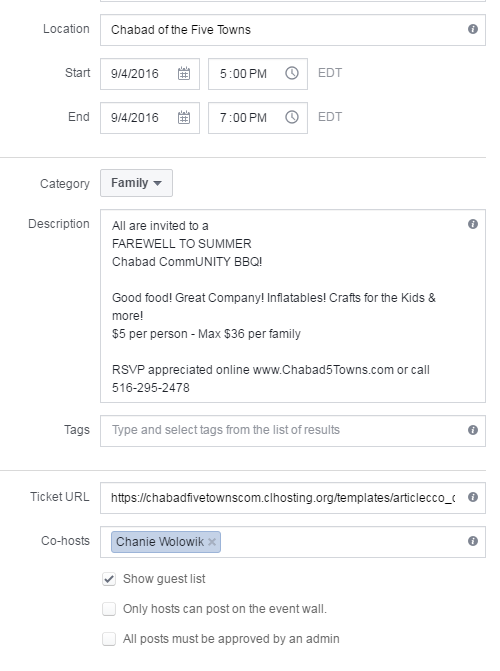 Location Chabad of the Five Towns
Start 9/4/2016 5:00PM EDT
End 9/4/2016 7:00PM EDT
Category Family
Description All are invited to a
FAREWELL TO SUMMER
Chabad CommUNITY BBQ!
Good food! Great Company! Inflatables! Crafts for the Kids &
more!
$5 per person - Max $36 per family
RSVP appreciated online www.Chabad5Towns.com or call
516-295-2478
Tags Type and select tags from the list of results
Ticket URL https://chabadfivetownscom.clhosting.org/templates/articlecco_
Co-hosts Chanie Wolowik ×
Show guest list
Only hosts can post on the event wall.
All posts must be approved by an admin